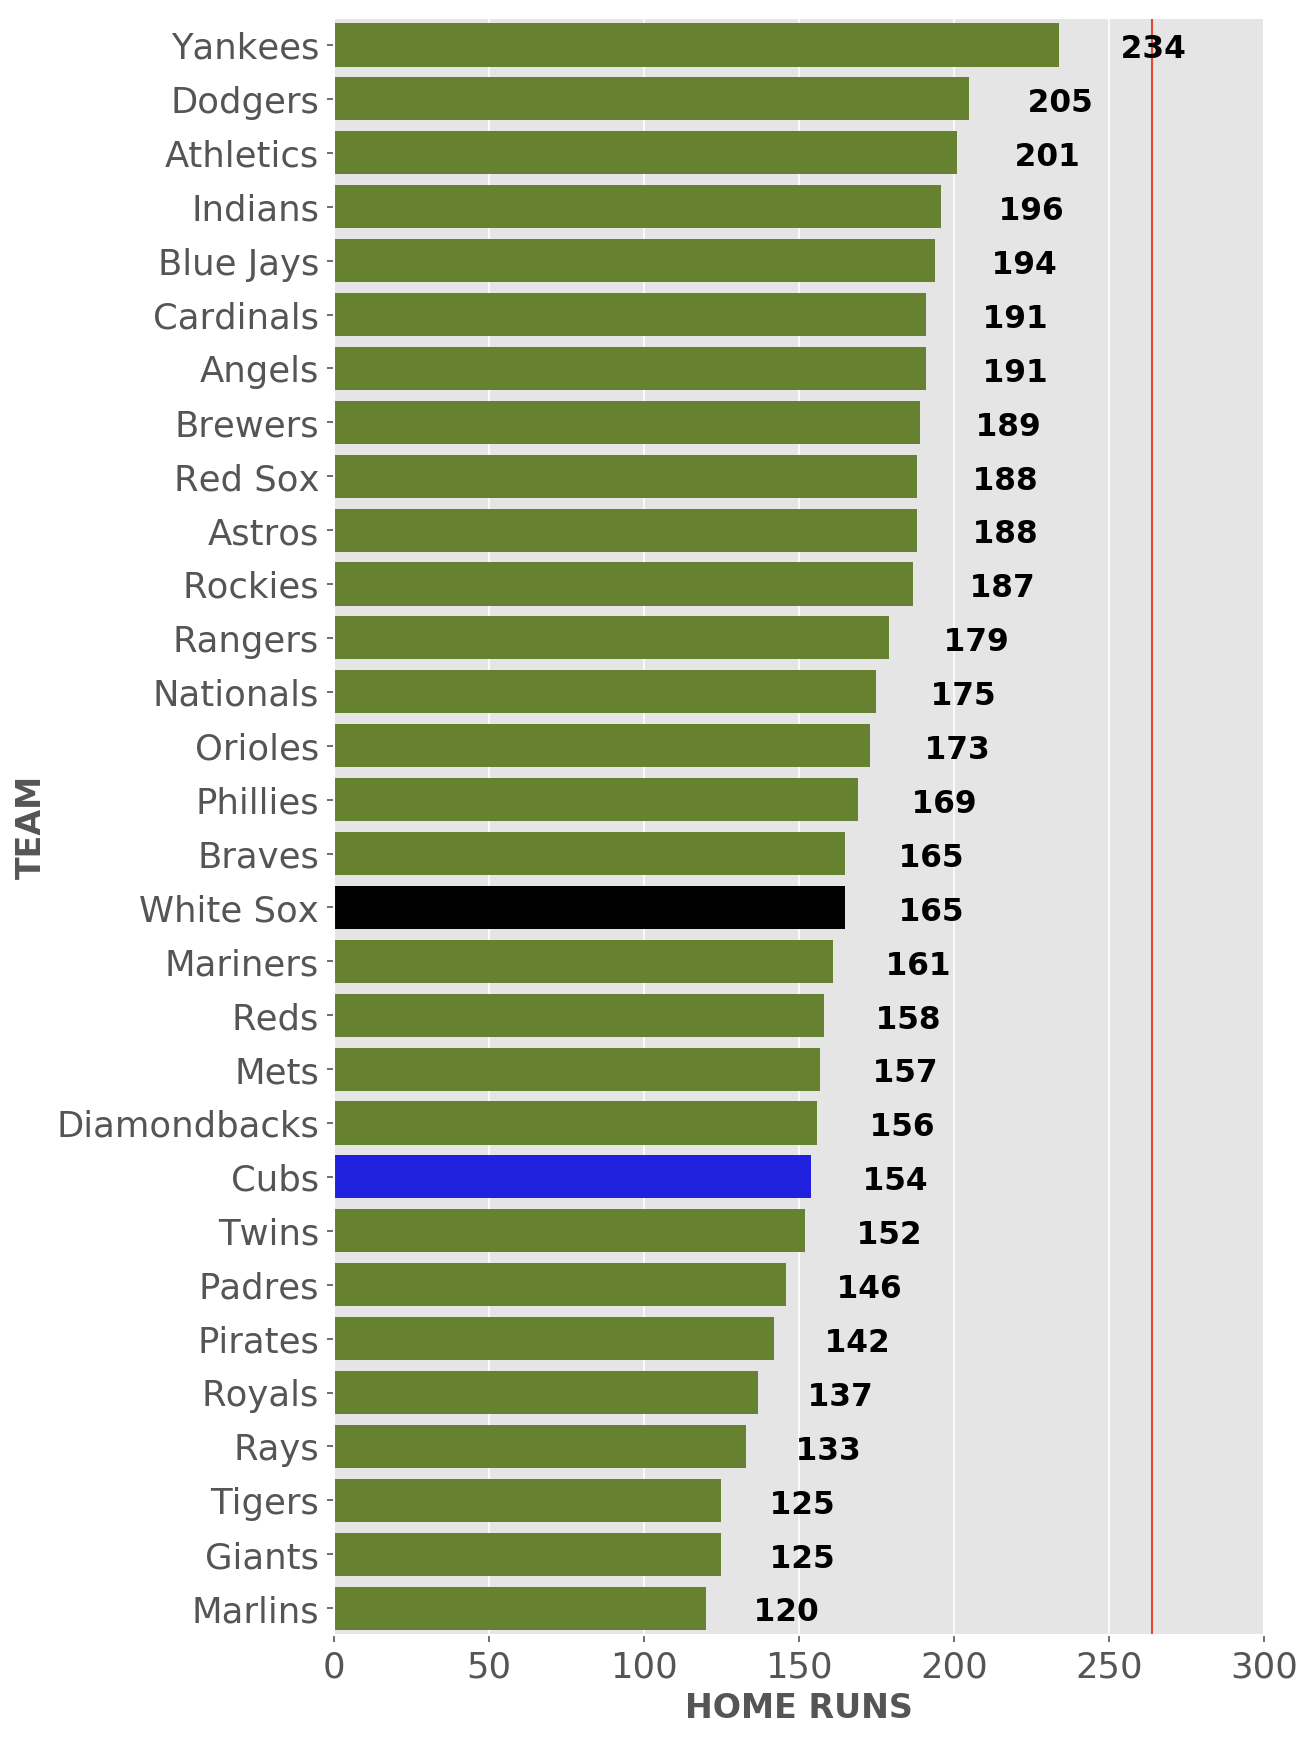 Yankees 234
Dodgers 205
Athletics 201
Indians 196
Blue Jays 194
Cardinals 191
Angels 191
Brewers 189
Red Sox 188
Astros 188
Rockies 187
Rangers 179
Nationals 175
Orioles 173
Phillies 169
Braves 165
White Sox 165
Mariners 161
Reds 158
Mets 157
Diamondbacks 156
Cubs 154
Twins 152
Padres 146
Pirates 142
Royals 137
Rays 133
Tigers 125
Giants 125
Marlins 120
TEAM
0 50 100 150 200 250 300
HOME RUNS